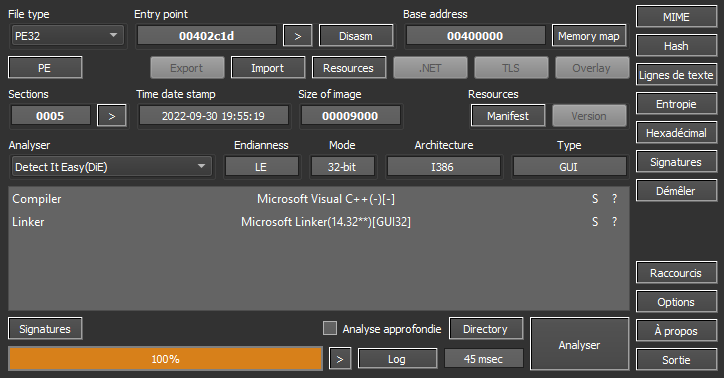 File type Entry point Base address MIME
PE32 00402c1d > Disasm 00400000 Memory map
Hash
PE Export Import Resources .NET TLS Overlay Lignes de texte
Sections Time date stamp Size of image Resources Entropie
0005 > 2022-09-30 19:55:19 00009000 Manifest Version
Hexadécimal
Analyser Endianness Mode Architecture Type
Detect It Easy(DiE) LE 32-bit I386 GUI Signatures
Démêler
Compiler Microsoft Visual C++(-)[-] S ?
Linker Microsoft Linker(14.32**)[GUI32] S ?
Raccourcis
Options
Signatures Analyse approfondie Directory Analyser À propos
100% > Log 45 msec Sortie